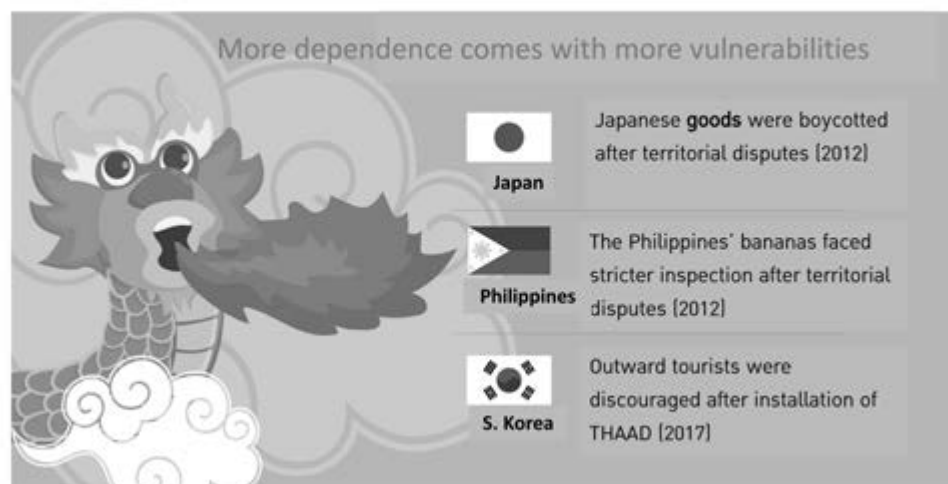 More dependence comes with more vulnerabilities
Japanese goods were boycotted
after territorial disputes (2012)
Japan
The Philippines' bananas faced
stricter inspection after territorial
disputes (2012)
Philippines
Outward tourists were
discouraged after installation of
THAAD (2017)
S. Korea